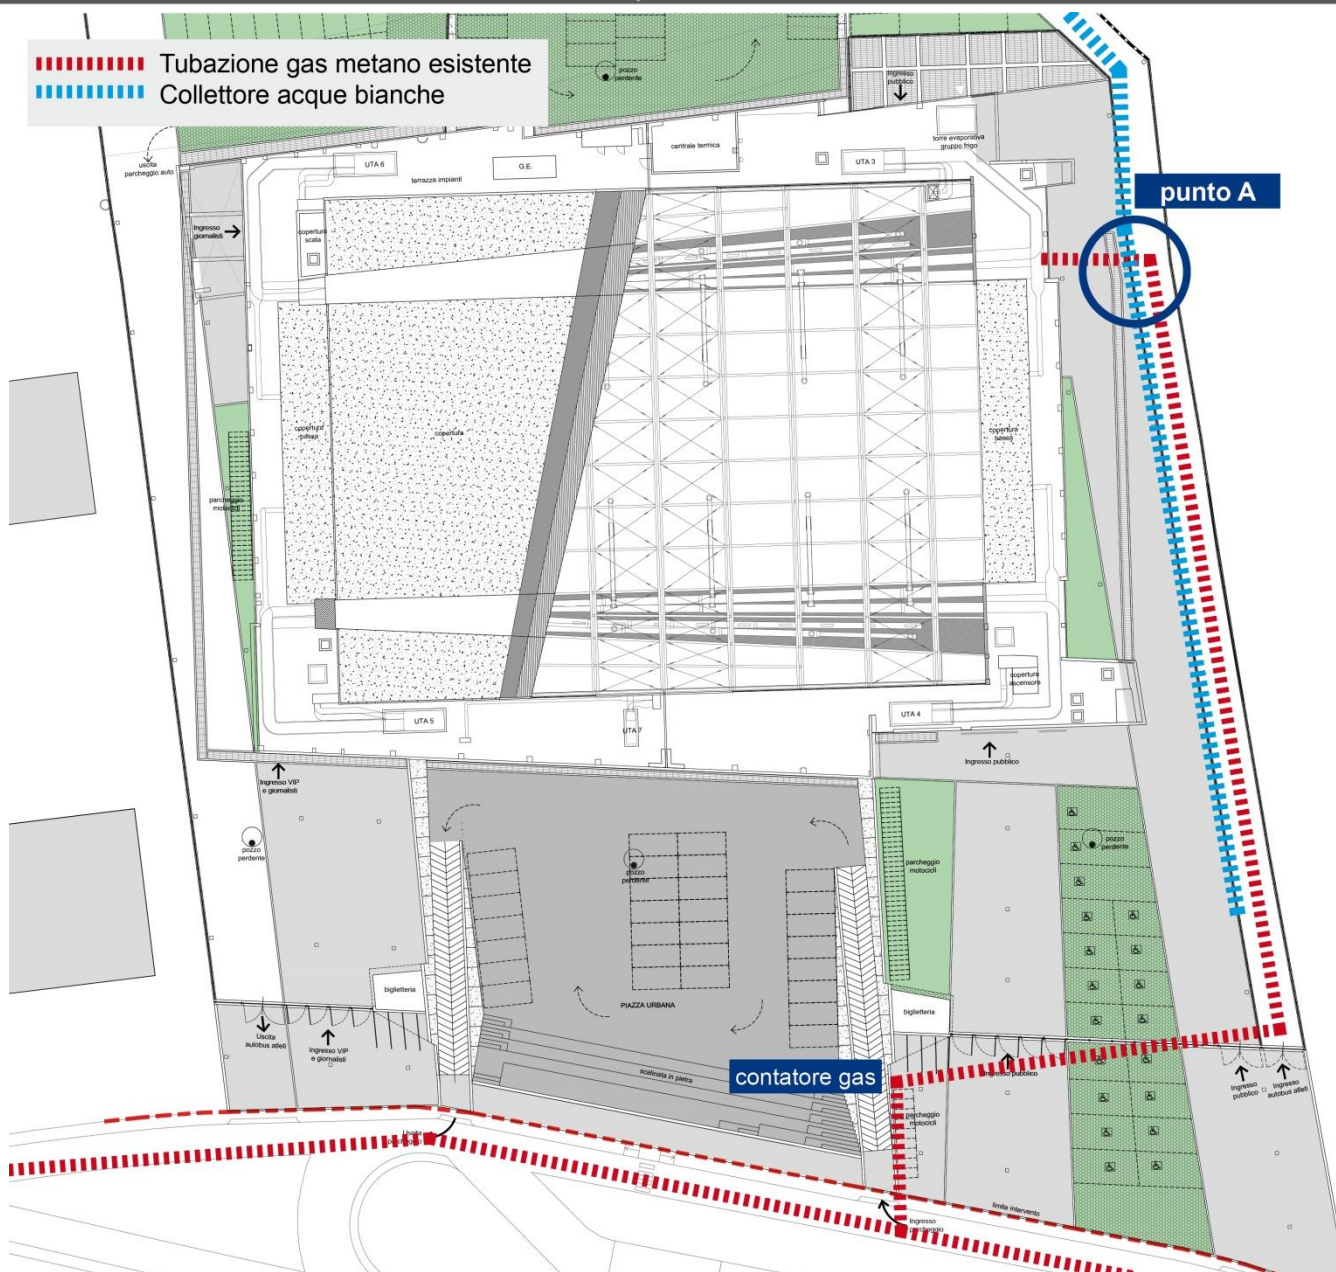 Tubazione gas metano esistente
Collettore acque bianche
pozzo
perdente
Ingresso
pubblico
uscita
parcheggio auto
UTA 6
G.E.
terrazza impianti
centrale termica
UTA 3
torre evaporativa
gruppo frigo
punto A
Ingresso
giornalisti
copertura
scala
copertura
bassa
copertura
copertura
bassa
parcheggio
motocicli
UTA 5
UTA 7
UTA 4
copertura
ascensore
Ingresso pubblico
Ingresso VIP
e giornalisti
pozzo
perdente
pozzo
perdente
parcheggio
motocicli
pozzo
perdente
biglietteria
PIAZZA URBANA
biglietteria
Uscita
autobus atleti
Ingresso VIP
e giornalisti
scalinata in pietra
contatore gas
Ingresso pubblico
Ingresso
pubblico
Ingresso
autobus atleti
parcheggio
motocicli
Uscita
parcheggio
limite intervento
Ingresso
parcheggio